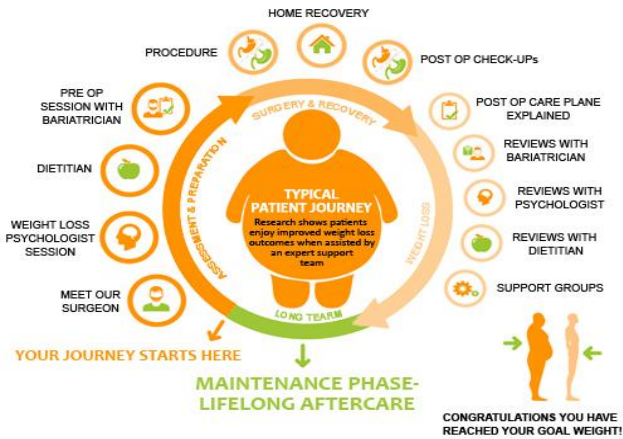 HOME RECOVERY
PROCEDURE
POST OP CHECK-UPs
PRE OP
SESSION WITH
BARIATRICIAN
POST OP CARE PLANE
EXPLAINED
DIETITIAN
REVIEWS WITH
BARIATRICIAN
WEIGHT LOSS
PSYCHOLOGIST
SESSION
REVIEWS WITH
PSYCHOLOGIST
MEET OUR
SURGEON
REVIEWS WITH
DIETITIAN
SUPPORT GROUPS
ASSESSMENT & PREPARATION
SURGERY & RECOVERY
WEIGHT LOSS
LONG TEARM
TYPICAL
PATIENT JOURNEY
Research shows patients
enjoy improved weight loss
outcomes when assisted by
an expert support
team
YOUR JOURNEY STARTS HERE
MAINTENANCE PHASE-
LIFELONG AFTERCARE
CONGRATULATIONS YOU HAVE
REACHED YOUR GOAL WEIGHT!